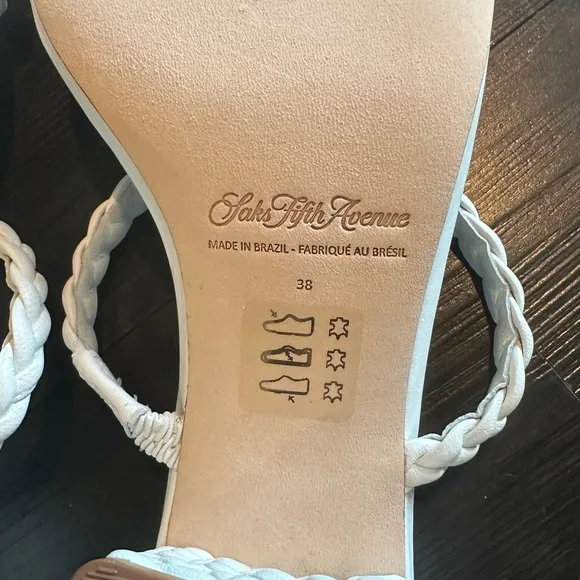 Saks Fifth Avenue
MADE IN BRAZIL - FABRIQUÉ AU BRÉSIL
38